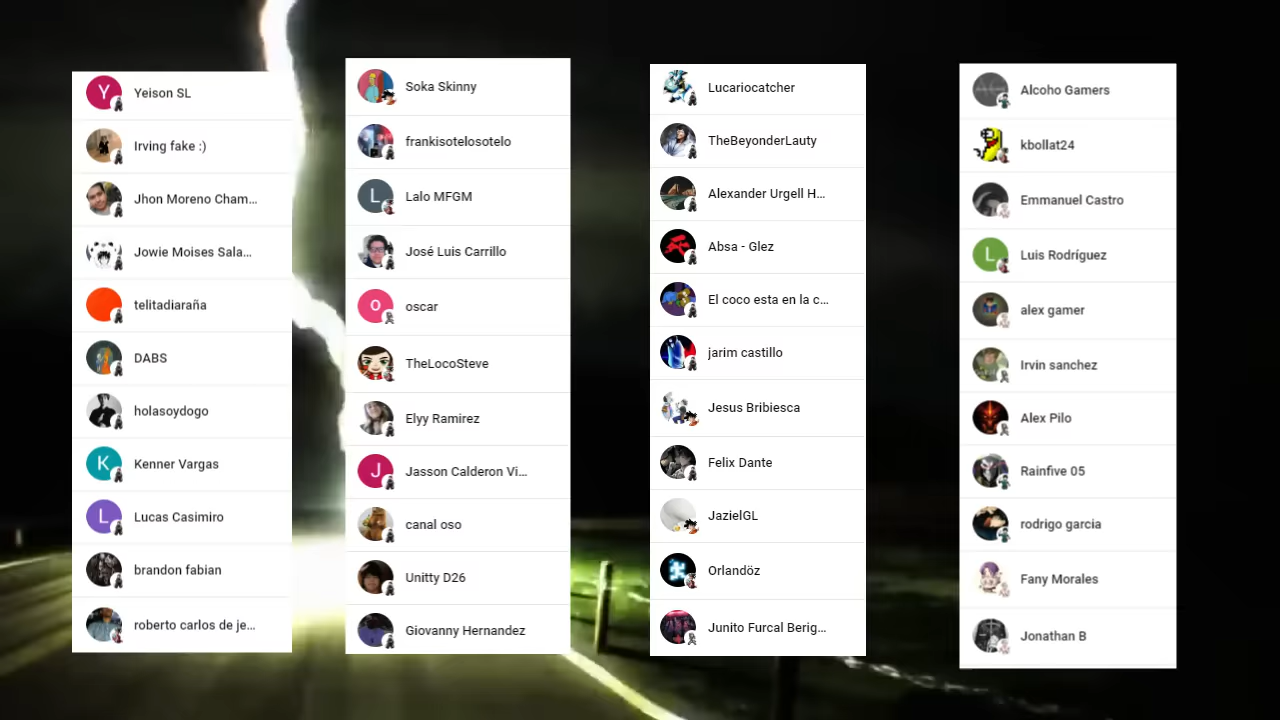 Yeison SL
Irving fake :)
Jhon Moreno Cham...
Jowie Moises Sala...
telitadiaraña
DABS
holasoydogo
K
Kenner Vargas
L
Lucas Casimiro
brandon fabian
roberto carlos de je...
Y
Soka Skinny
frankisotelosotelo
L
Lalo MFGM
José Luis Carrillo
o
oscar
TheLocoSteve
Elyy Ramirez
J
Jasson Calderon Vi...
canal oso
Unitty D26
Giovanny Hernandez
Lucariocatcher
TheBeyonderLauty
Alexander Urgell H...
Absa - Glez
El coco esta en la c...
jarim castillo
Jesus Bribiesca
Felix Dante
JazielGL
Orlandöz
Junito Furcal Berig...
Alcoho Gamers
kbollat24
Emmanuel Castro
L
Luis Rodríguez
alex gamer
Irvin sanchez
Alex Pilo
Rainfive 05
rodrigo garcia
Fany Morales
Jonathan B